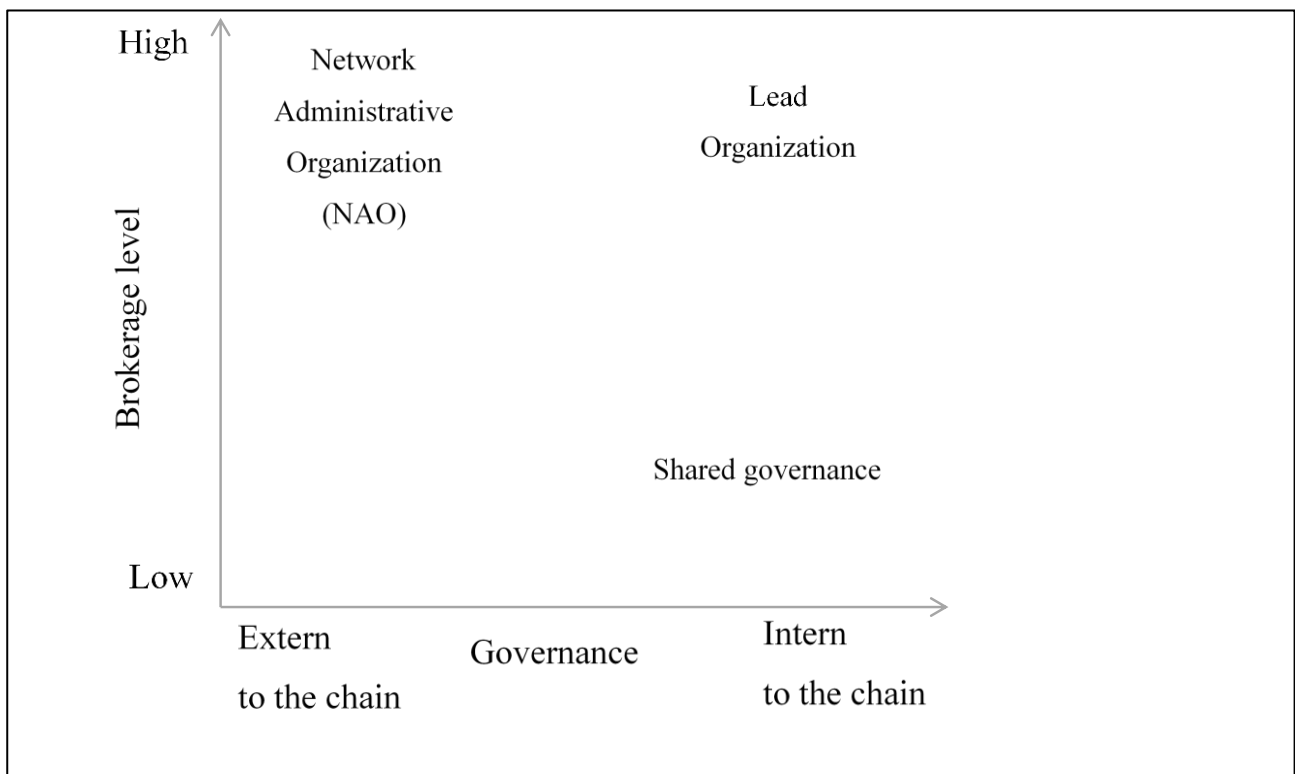 High
Network
Administrative
Organization
(NAO)
Lead
Organization
Brokerage level
Shared governance
Low
Extern
to the chain
Governance
Intern
to the chain